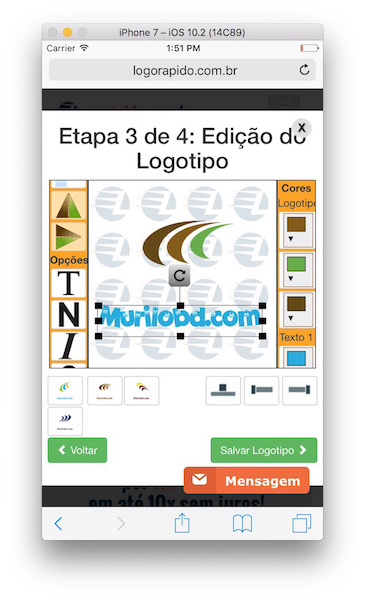 iPhone 7 – iOS 10.2 (14C89)
Carrier
1:51 PM
logorapido.com.br
X
Etapa 3 de 4: Edição do
Logotipo
Cores
Logotipo
Opções
T
N
I
Murilobd.com
Texto 1
Voltar
Salvar Logotipo
Mensagem
em até 10x sem juros!